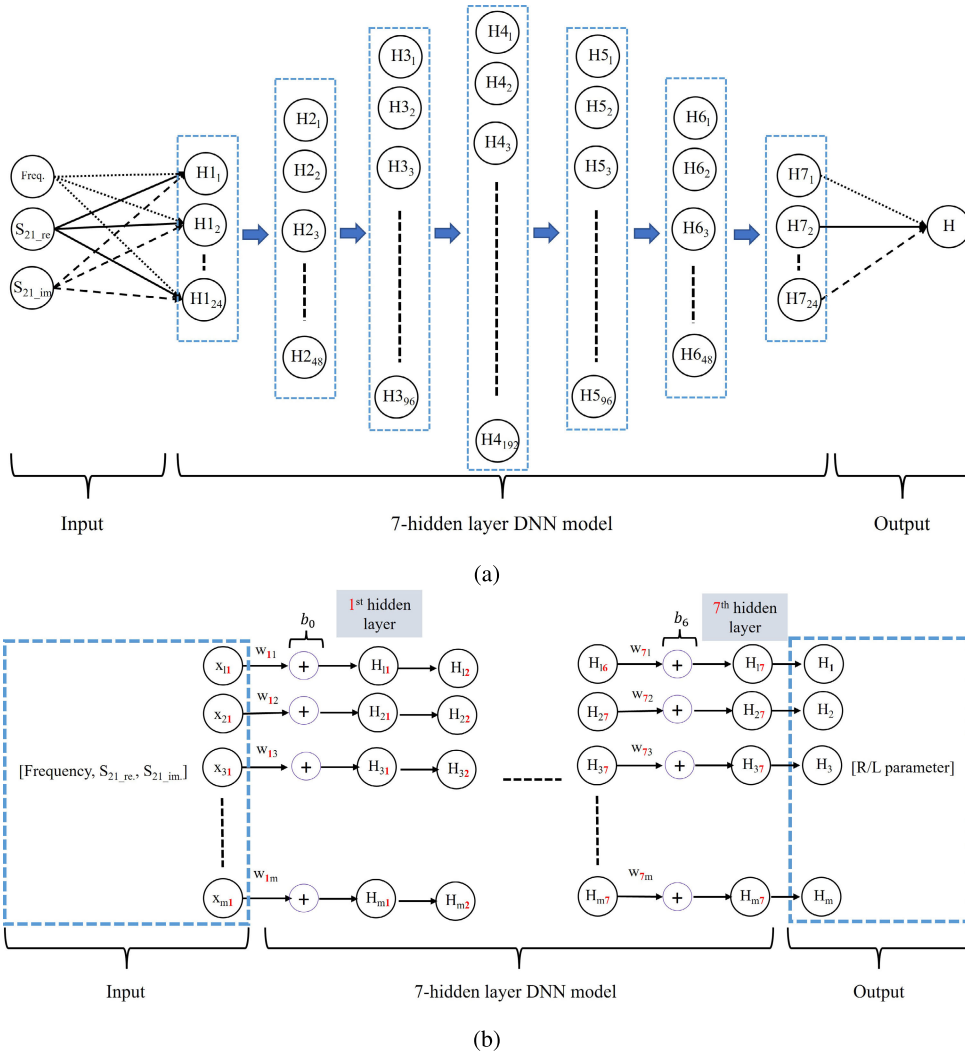 Freq.
S21_re
S21_im
H11
H12
H124
H21
H22
H23
H248
H31
H32
H33
H396
H41
H42
H43
H4192
H51
H52
H53
H596
H61
H62
H63
H648
H71
H72
H724
H
Input
7-hidden layer DNN model
Output
(a)
1st hidden
layer
7th hidden
layer
b0
b6
x11 w11 + H11 H12
H16 w71 + H17 H1
x21 w12 + H21 H22
H27 w72 + H27 H2
[Frequency, S21_re., S21_im.]
x31 w13 + H31 H32
H37 w73 + H37 H3
[R/L parameter]
xm1 w1m + Hm1 Hm2
Hm7 w7m + Hm7 Hm
Input
7-hidden layer DNN model
Output
(b)